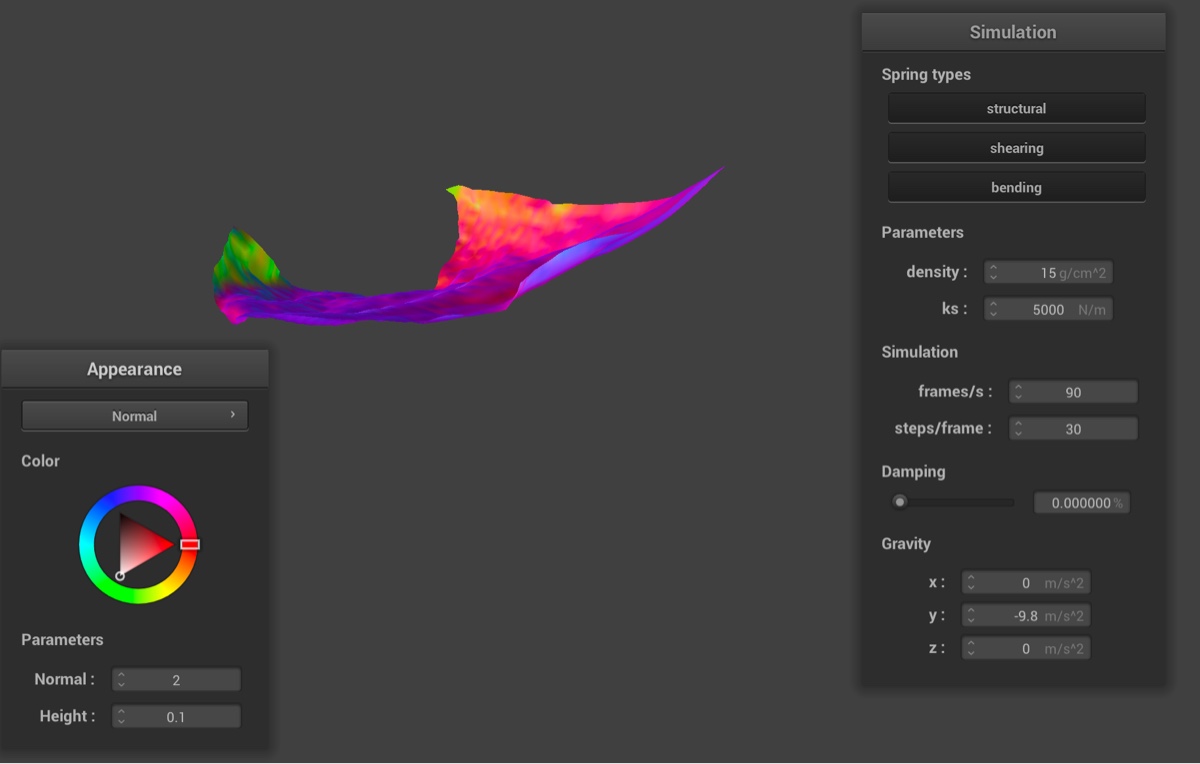 Simulation
Spring types
structural
shearing
bending
Parameters
density : 15 g/cm^2
ks : 5000 N/m
Simulation
frames/s : 90
steps/frame : 30
Damping
0.000000 %
Gravity
x : 0 m/s^2
y : -9.8 m/s^2
z : 0 m/s^2
Appearance
Normal
Color
Parameters
Normal : 2
Height : 0.1